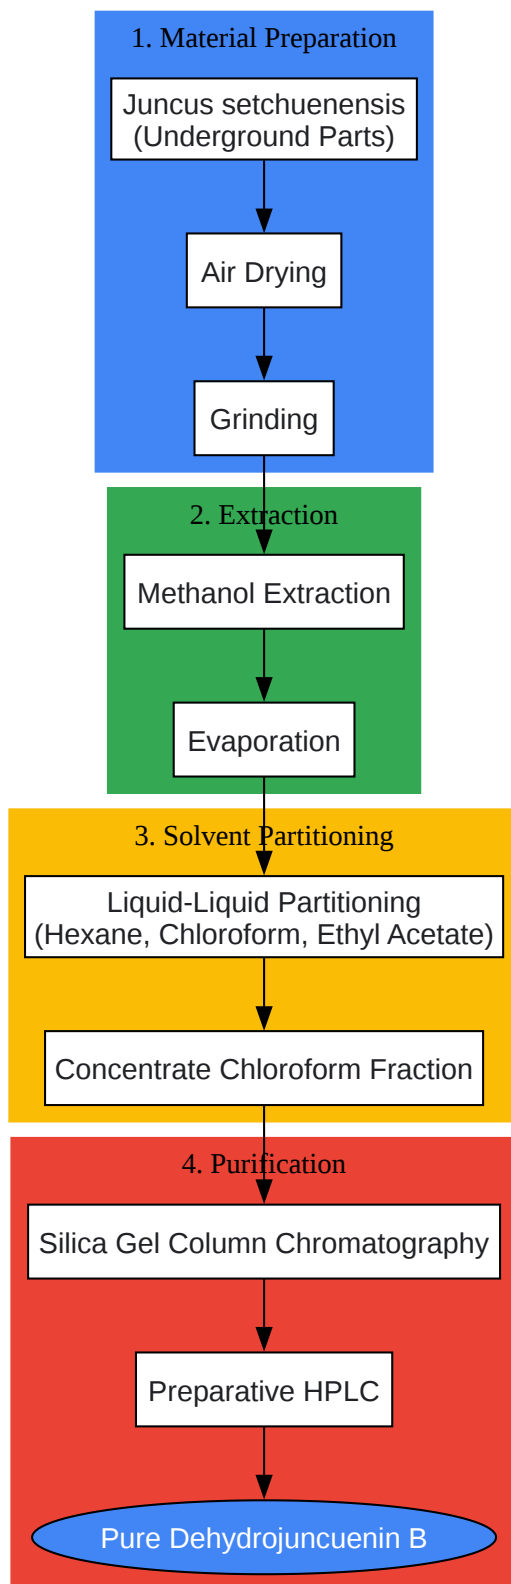 1. Material Preparation
Juncus setchuenensis
(Underground Parts)
Air Drying
Grinding
2. Extraction
Methanol Extraction
Evaporation
3. Solvent Partitioning
Liquid-Liquid Partitioning
(Hexane, Chloroform, Ethyl Acetate)
Concentrate Chloroform Fraction
4. Purification
Silica Gel Column Chromatography
Preparative HPLC
Pure Dehydrojuncuenin B